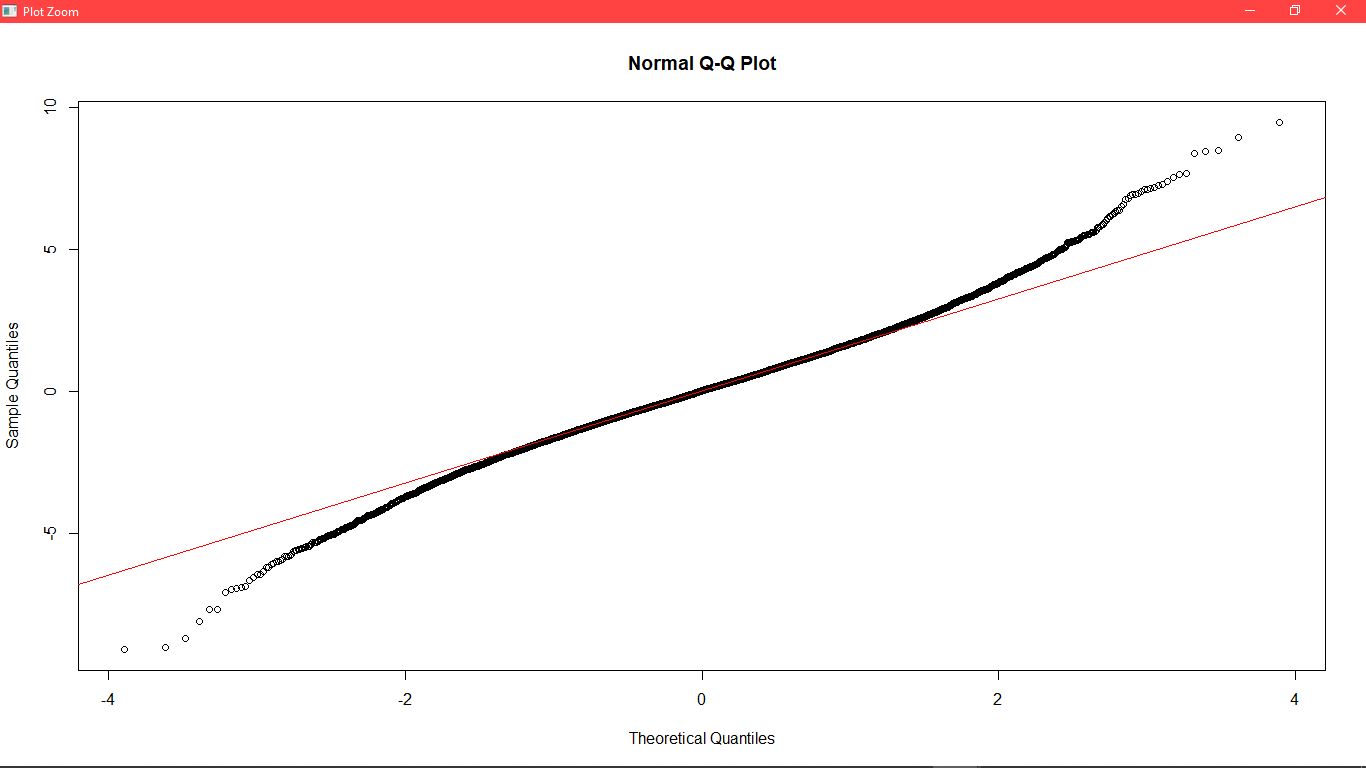 Plot Zoom
Normal Q-Q Plot
10
5
0
-5
Sample Quantiles
-4 -2 0 2 4
Theoretical Quantiles